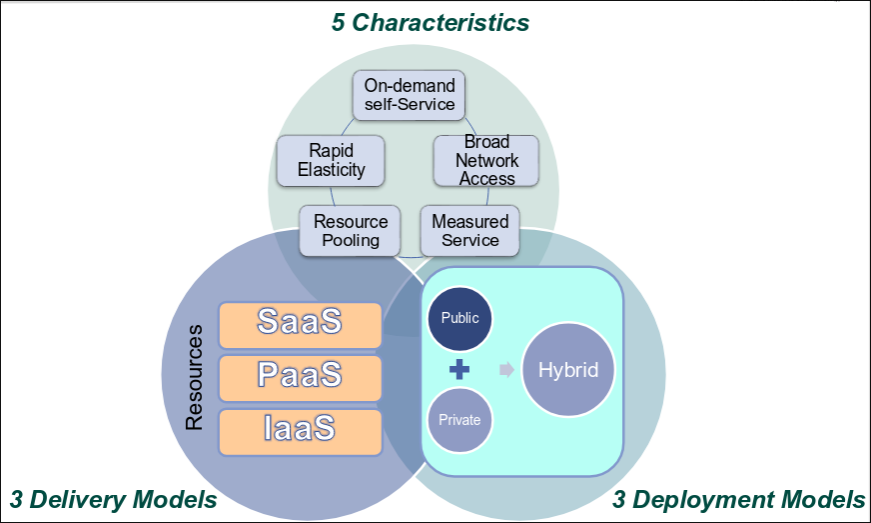 5 Characteristics
On-demand
self-Service
Rapid
Elasticity
Broad
Network
Access
Resource
Pooling
Measured
Service
Resources
SaaS
PaaS
IaaS
Public
Private
Hybrid
3 Delivery Models
3 Deployment Models